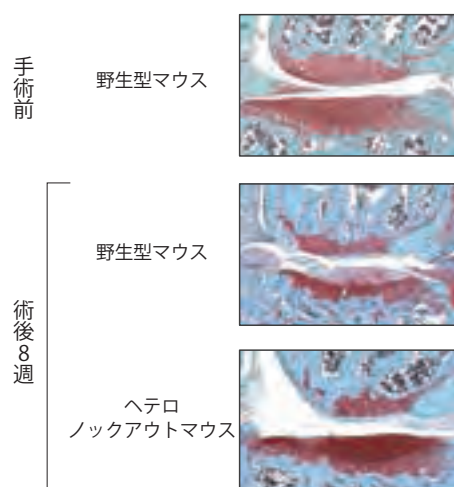 手術前
野生型マウス
術後8週
野生型マウス
ヘテロ
ノックアウトマウス